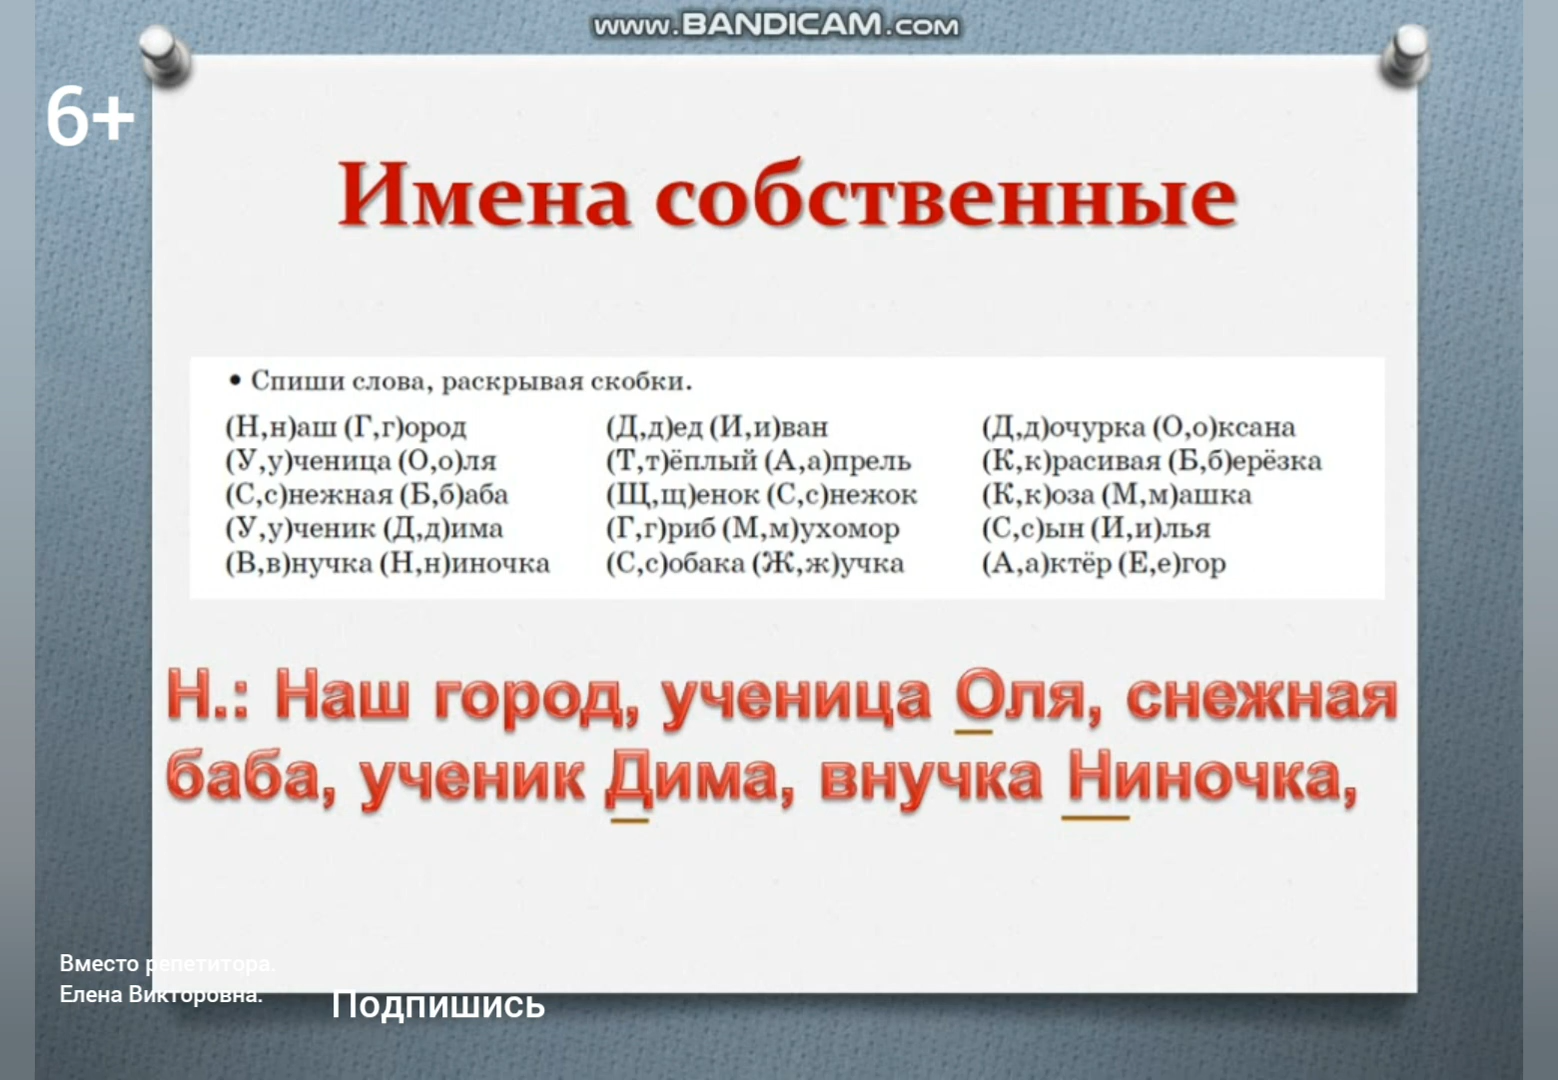 www.BANDICAM.com
6+
Имена собственные
• Спиши слова, раскрывая скобки.
(Н,н)аш (Г,г)ород
(У,у)ченица (О,о)ля
(С,с)нежная (Б,б)аба
(У,у)ченик (Д,д)има
(В,в)нучка (Н,н)иночка
(Д,д)ед (И,и)ван
(Т,т)ёплый (А,а)прель
(Щ,щ)енок (С,с)нежок
(Г,г)риб (М,м)ухомор
(С,с)обака (Ж,ж)учка
(Д,д)очурка (О,о)ксана
(К,к)расивая (Б,б)ерёзка
(К,к)оза (М,м)ашка
(С,с)ын (И,и)лья
(А,а)ктёр (Е,е)гор
Н.: Наш город, ученица Оля, снежная
баба, ученик Дима, внучка Ниночка,
Вместо репетитора.
Елена Викторовна.
Подпишись